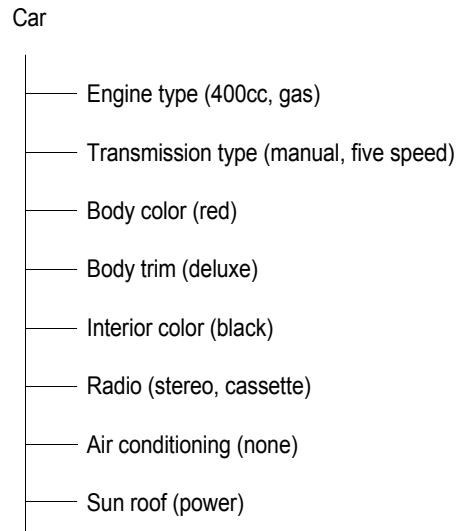 Car
Engine type (400cc, gas)
Transmission type (manual, five speed)
Body color (red)
Body trim (deluxe)
Interior color (black)
Radio (stereo, cassette)
Air conditioning (none)
Sun roof (power)